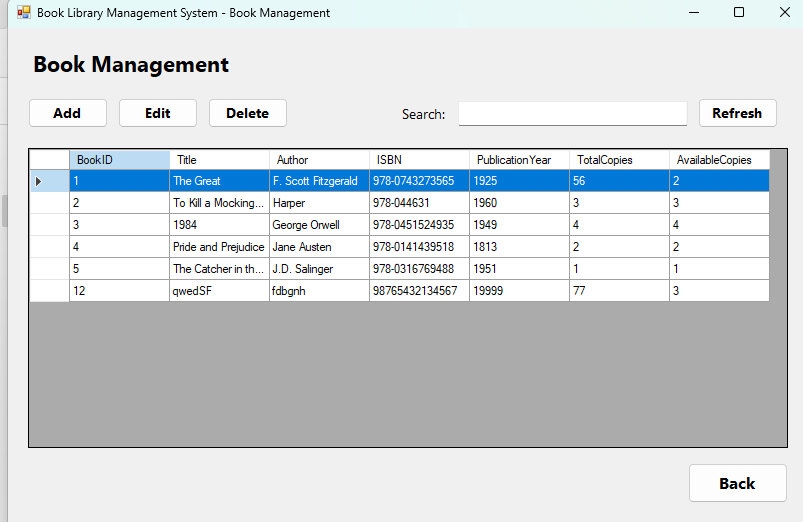 Book Library Management System - Book Management
Book Management
Add Edit Delete Search: Refresh
BookID Title Author ISBN PublicationYear TotalCopies AvailableCopies
1 The Great F. Scott Fitzgerald 978-0743273565 1925 56 2
2 To Kill a Mocking... Harper 978-044631 1960 3 3
3 1984 George Orwell 978-0451524935 1949 4 4
4 Pride and Prejudice Jane Austen 978-0141439518 1813 2 2
5 The Catcher in th... J.D. Salinger 978-0316769488 1951 1 1
12 qwedSF fdbgnh 98765432134567 19999 77 3
Back